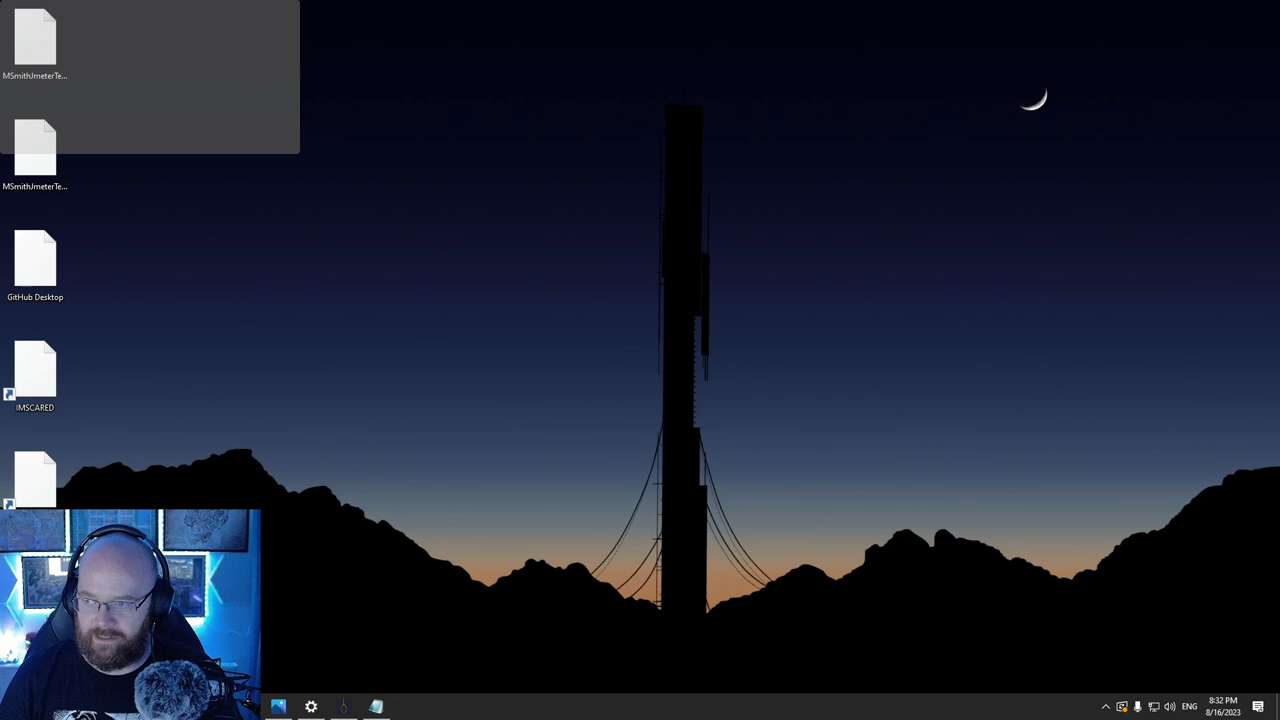 MSmithJmeterTe...
MSmithJmeterTe...
GitHub Desktop
IMSCARED
ENG
8:32 PM
8/16/2023